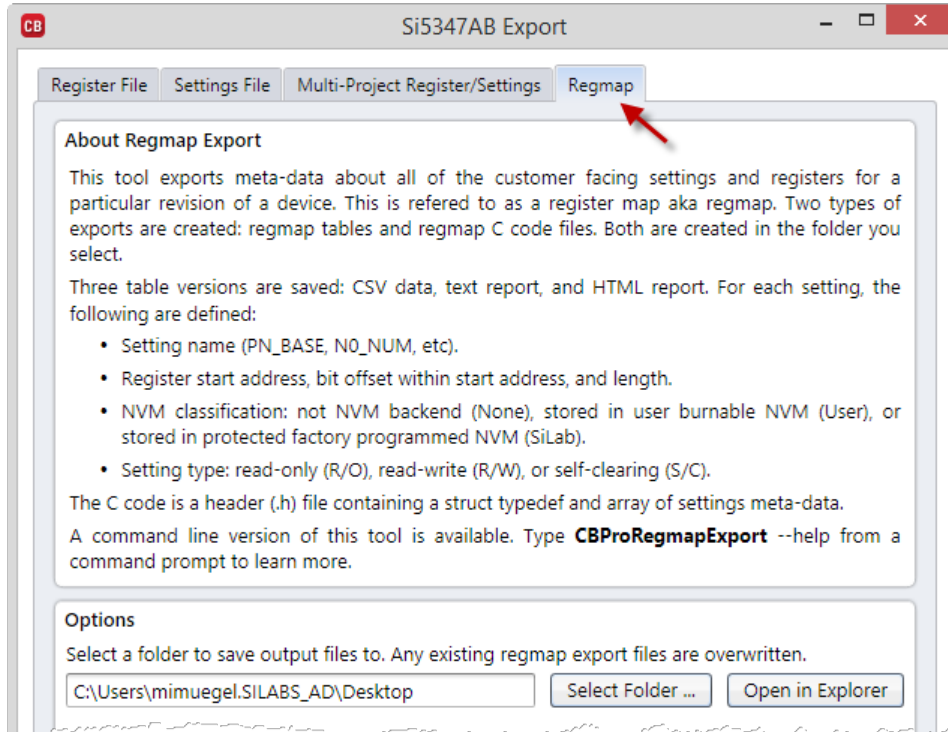 CB
Si5347AB Export
Register File Settings File Multi-Project Register/Settings Regmap
About Regmap Export
This tool exports meta-data about all of the customer facing settings and registers for a
particular revision of a device. This is refered to as a register map aka regmap. Two types of
exports are created: regmap tables and regmap C code files. Both are created in the folder you
select.
Three table versions are saved: CSV data, text report, and HTML report. For each setting, the
following are defined:
• Setting name (PN_BASE, N0_NUM, etc).
• Register start address, bit offset within start address, and length.
• NVM classification: not NVM backend (None), stored in user burnable NVM (User), or
stored in protected factory programmed NVM (SiLab).
• Setting type: read-only (R/O), read-write (R/W), or self-clearing (S/C).
The C code is a header (.h) file containing a struct typedef and array of settings meta-data.
A command line version of this tool is available. Type CBProRegmapExport --help from a
command prompt to learn more.
Options
Select a folder to save output files to. Any existing regmap export files are overwritten.
C:\Users\mimuegel.SILABS_AD\Desktop Select Folder ... Open in Explorer